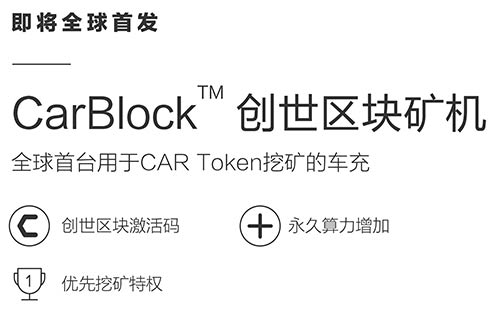 即将全球首发
CarBlock™ 创世区块矿机
全球首台用于CAR Token挖矿的车充
创世区块激活码
永久算力增加
1
优先挖矿特权